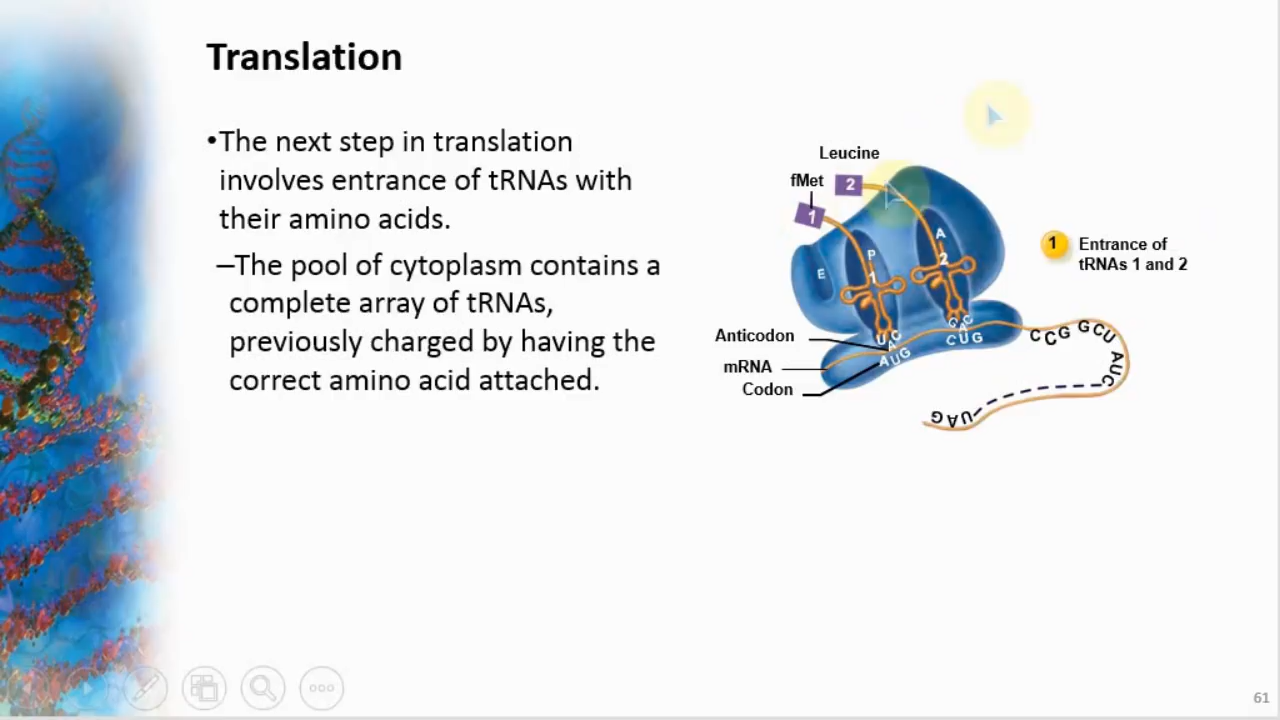 Translation
•The next step in translation
involves entrance of tRNAs with
their amino acids.
–The pool of cytoplasm contains a
complete array of tRNAs,
previously charged by having the
correct amino acid attached.
Leucine
fMet
2
1
A
P
E
2
1
1
Entrance of
tRNAs 1 and 2
Anticodon
mRNA
Codon
UAC
GAC
AUG
CUG
CCG
GCU
AUC
UAG
61